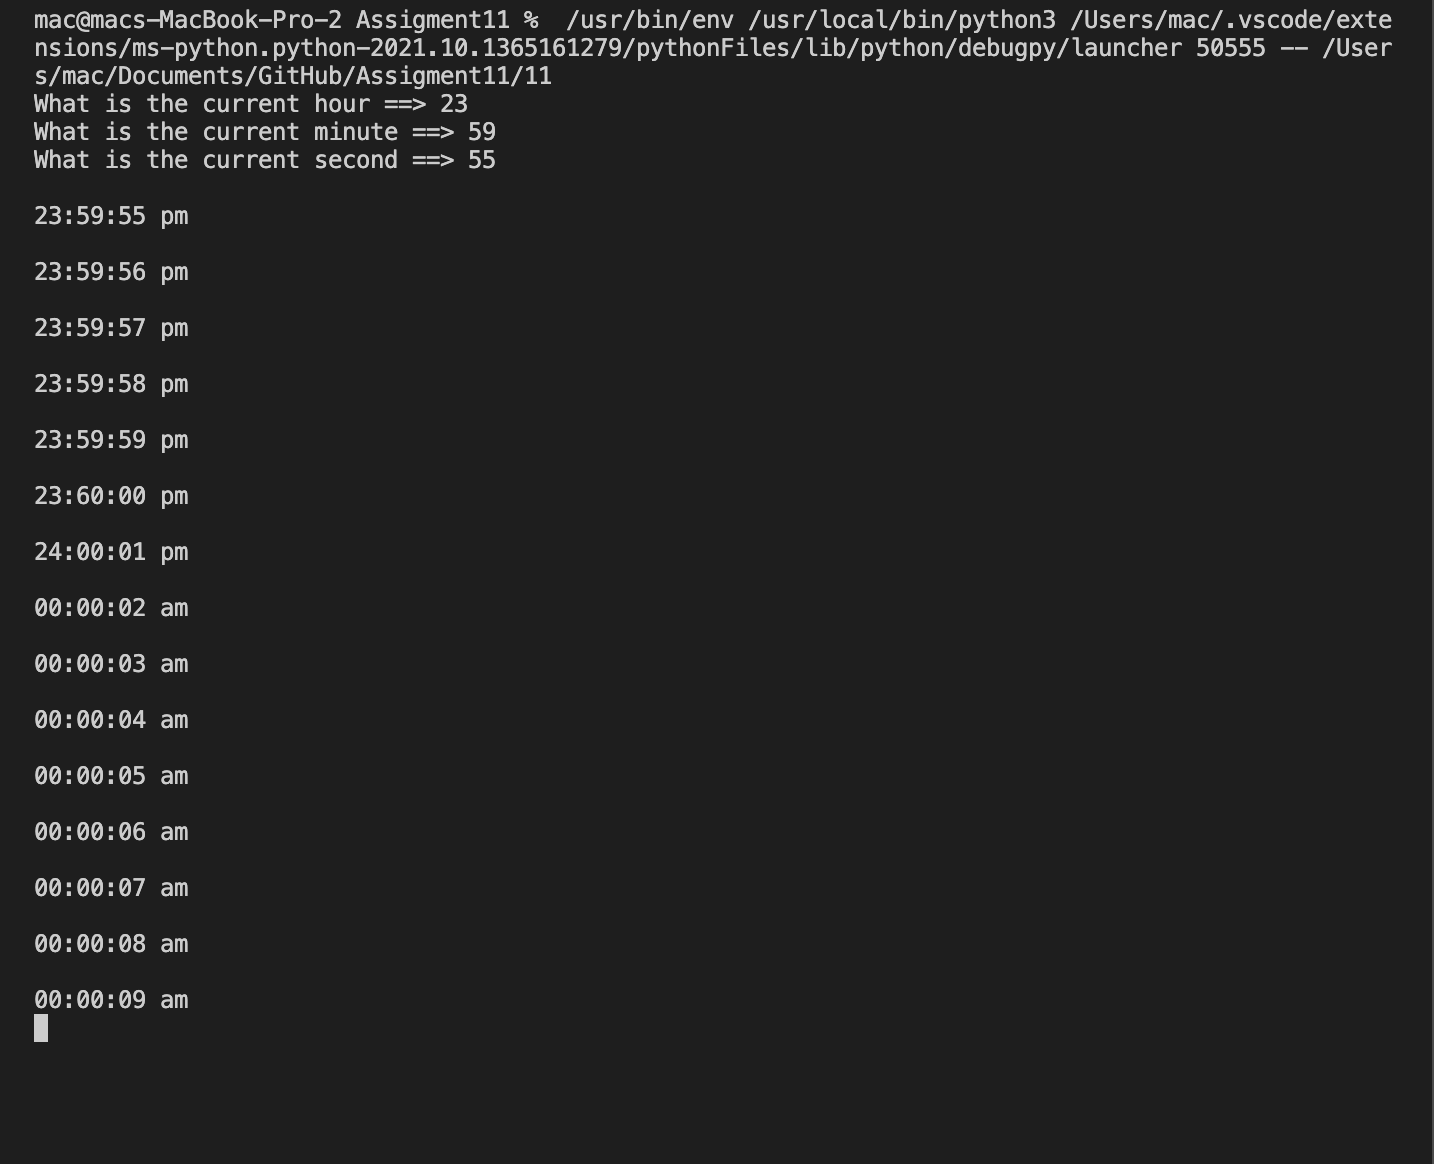 mac@macs-MacBook-Pro-2 Assigment11 %  /usr/bin/env /usr/local/bin/python3 /Users/mac/.vscode/exte
nsions/ms-python.python-2021.10.1365161279/pythonFiles/lib/python/debugpy/launcher 50555 -- /User
s/mac/Documents/GitHub/Assigment11/11
What is the current hour ==> 23
What is the current minute ==> 59
What is the current second ==> 55
23:59:55 pm
23:59:56 pm
23:59:57 pm
23:59:58 pm
23:59:59 pm
23:60:00 pm
24:00:01 pm
00:00:02 am
00:00:03 am
00:00:04 am
00:00:05 am
00:00:06 am
00:00:07 am
00:00:08 am
00:00:09 am